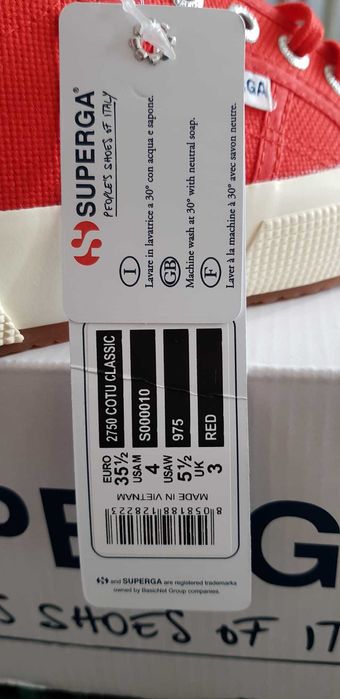 SUPERGA®
PEOPLE'S SHOES OF ITALY
I
Lavare in lavatrice a 30° con acqua e sapone.
GB
Machine wash at 30° with neutral soap.
F
Laver à la machine à 30° avec savon neutre.
2750 COTU CLASSIC
S000010
975
RED
EURO
35½
USA M
4
USAW
5½
UK
3
MADE IN VIETNAM
8 058188 128223
and SUPERGA are registered trademarks
owned by BasicNet Group companies.
GA
PE
G
S SHOES OF IT